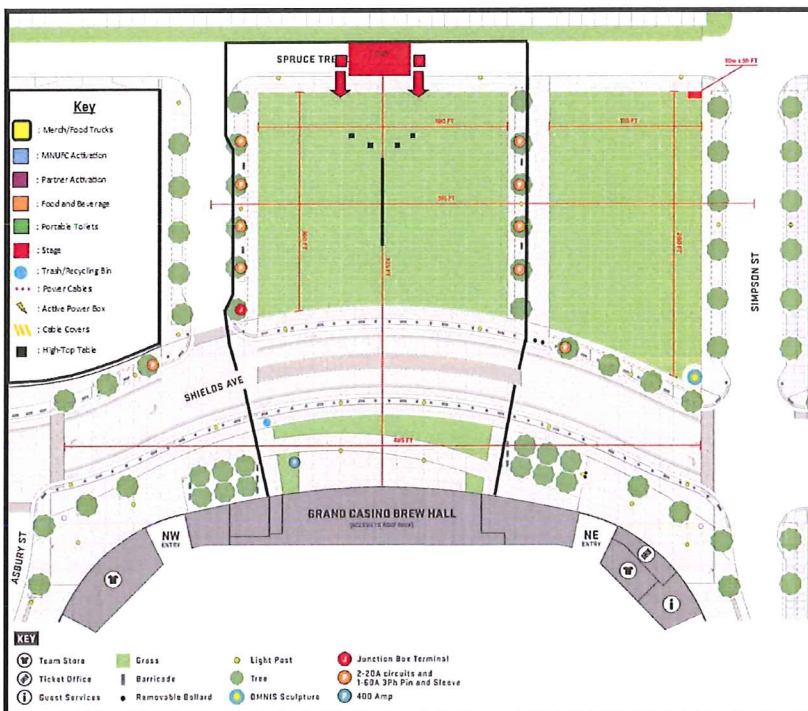 SPRUCE TREE
Key
: Merch/Food Trucks
: MNUFC Activation
: Partner Activation
: Food and Beverage
: Portable Toilets
: Stage
: Trash/Recycling Bin
: Power Cables
: Active Power Box
: Cable Covers
: High-Top Table
SIMPSON ST
SHIELDS AVE
ASBURY ST
GRAND CASINO BREW HALL
NW
ENTRY
NE
ENTRY
KEY
Team Store
Grass
Light Post
J Junction Box Terminal
Ticket Office
Barricade
Tree
P 2-20A circuits and
1-60A 3Ph Pin and Sleeve
i Guest Services
Removable Bollard
OMNIS Sculpture
P 400 Amp